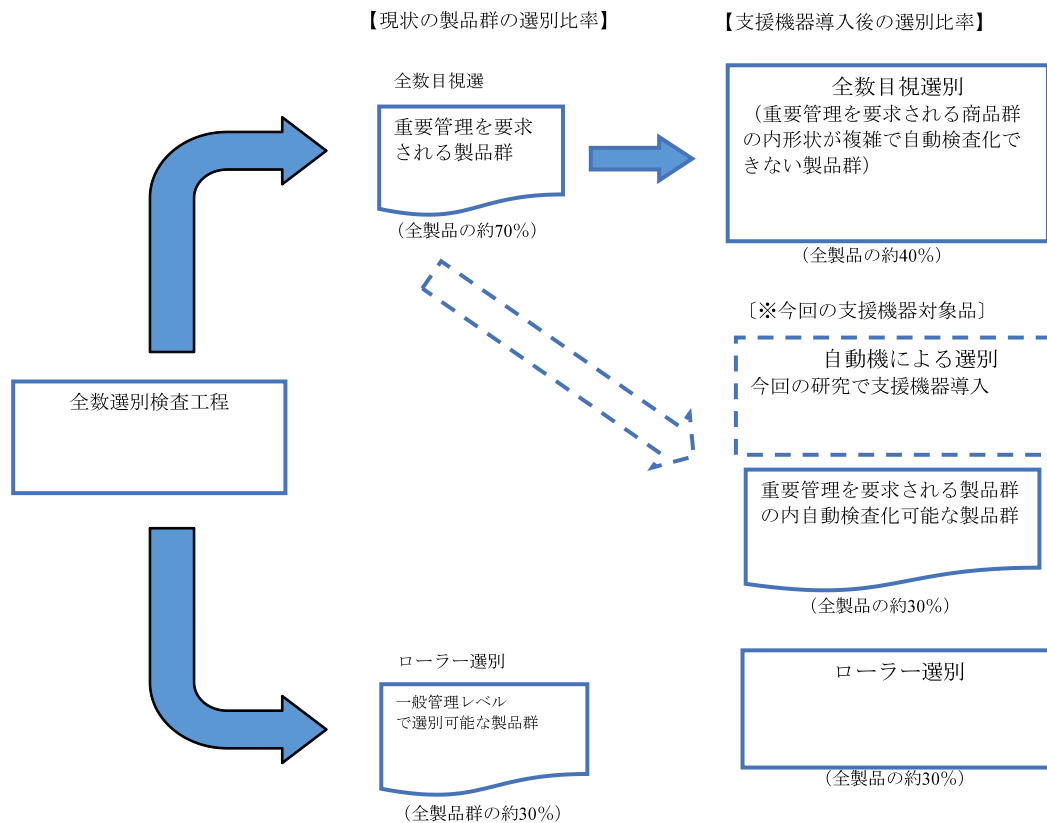 【現状の製品群の選別比率】
【支援機器導入後の選別比率】
全数目視選
重要管理を要求
される製品群
（全製品の約70%）
全数目視選別
（重要管理を要求される商品群
の内形状が複雑で自動検査化で
きない製品群）
（全製品の約40%）
〔※今回の支援機器対象品〕
自動機による選別
今回の研究で支援機器導入
全数選別検査工程
重要管理を要求される製品群
の内自動検査化可能な製品群
（全製品の約30%）
ローラー選別
一般管理レベル
で選別可能な製品群
（全製品群の約30%）
ローラー選別
（全製品の約30%）